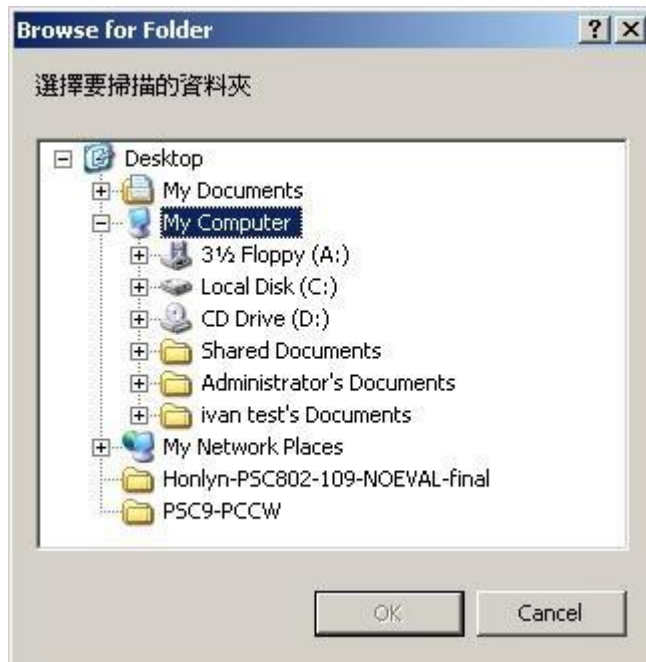 Browse for Folder
選擇要掃描的資料夾
Desktop
My Documents
My Computer
3½ Floppy (A:)
Local Disk (C:)
CD Drive (D:)
Shared Documents
Administrator's Documents
ivan test's Documents
My Network Places
Honlyn-PSC802-109-NOEVAL-final
PSC9-PCCW
OK Cancel